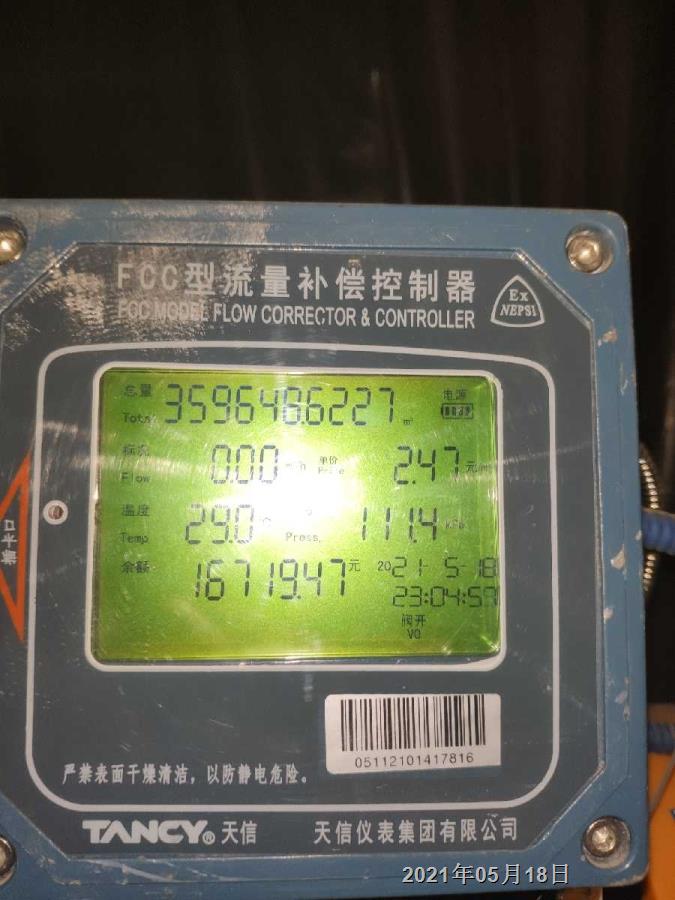 FCC型流量补偿控制器
FCC MODEL FLOW CORRECTOR & CONTROLLER
Ex
NEPSI
总量
Total 3596486.6227 m³
电源
标况
Flow 0.00 m³/h
单价
Price 2.47 元/m³
温度
Temp 29.0 ℃
Press. 111.4 kPa
余额 16719.47 元
2021-5-18
23:04:57
阀开
VO
05112101417816
严禁表面干燥清洁，以防静电危险。
TANCY® 天信 天信仪表集团有限公司
2021年05月18日